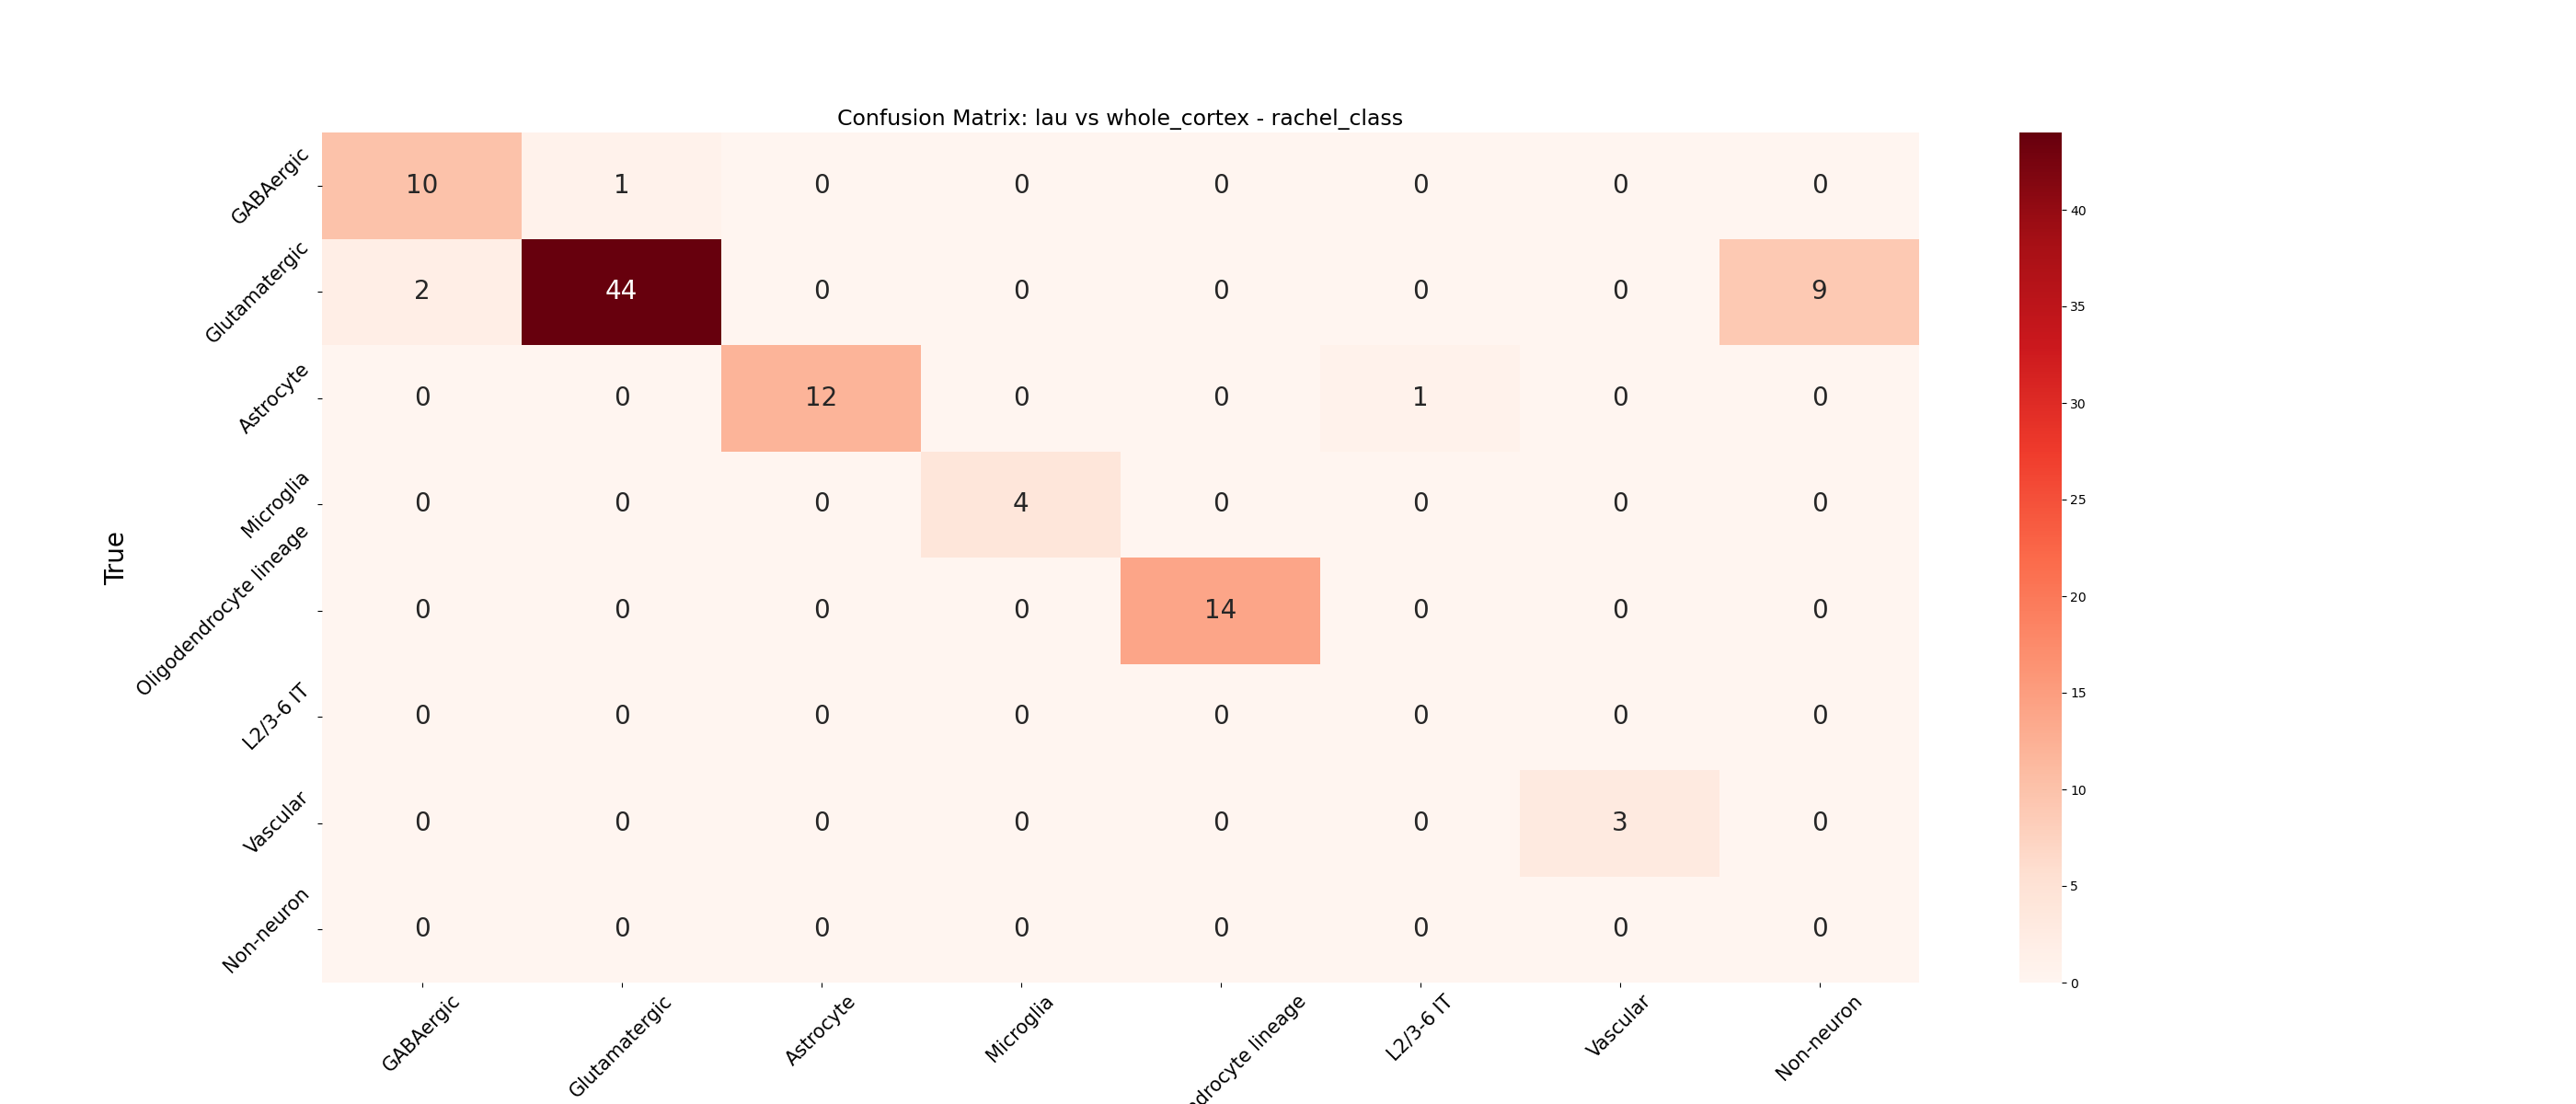 Confusion Matrix: lau vs whole_cortex - rachel_class
True
GABAergic 10 1 0 0 0 0 0 0
Glutamatergic 2 44 0 0 0 0 0 9
Astrocyte 0 0 12 0 0 1 0 0
Microglia 0 0 0 4 0 0 0 0
Oligodendrocyte lineage 0 0 0 0 14 0 0 0
L2/3-6 IT 0 0 0 0 0 0 0 0
Vascular 0 0 0 0 0 0 3 0
Non-neuron 0 0 0 0 0 0 0 0
GABAergic Glutamatergic Astrocyte Microglia lineage L2/3-6 IT Vascular Non-neuron
40
35
30
25
20
15
10
5
0